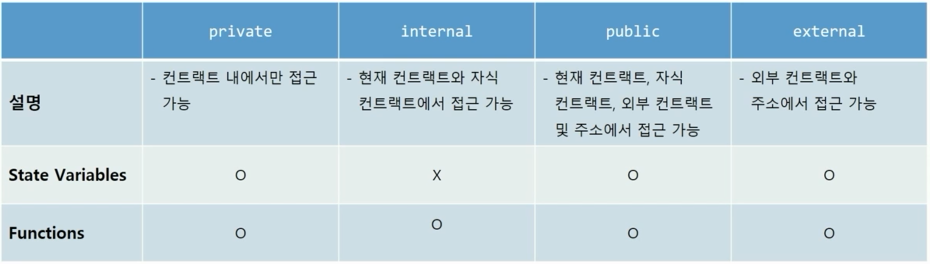 private internal public external
설명
- 컨트랙트 내에서만 접근
가능
- 현재 컨트랙트와 자식
컨트랙트에서 접근 가능
- 현재 컨트랙트, 자식
컨트랙트, 외부 컨트랙트
및 주소에서 접근 가능
- 외부 컨트랙트와
주소에서 접근 가능
State Variables O X O O
Functions O O O O